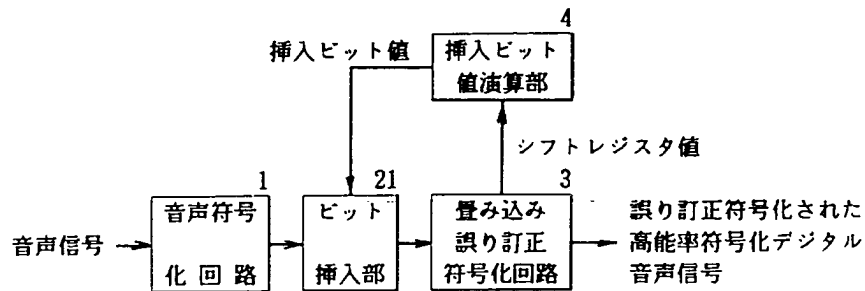 4
挿入ビット値
挿入ビット
値演算部
シフトレジスタ値
1
21
3
音声信号
音声符号
化回路
ビット
挿入部
畳み込み
誤り訂正
符号化回路
誤り訂正符号化された
高能率符号化デジタル
音声信号